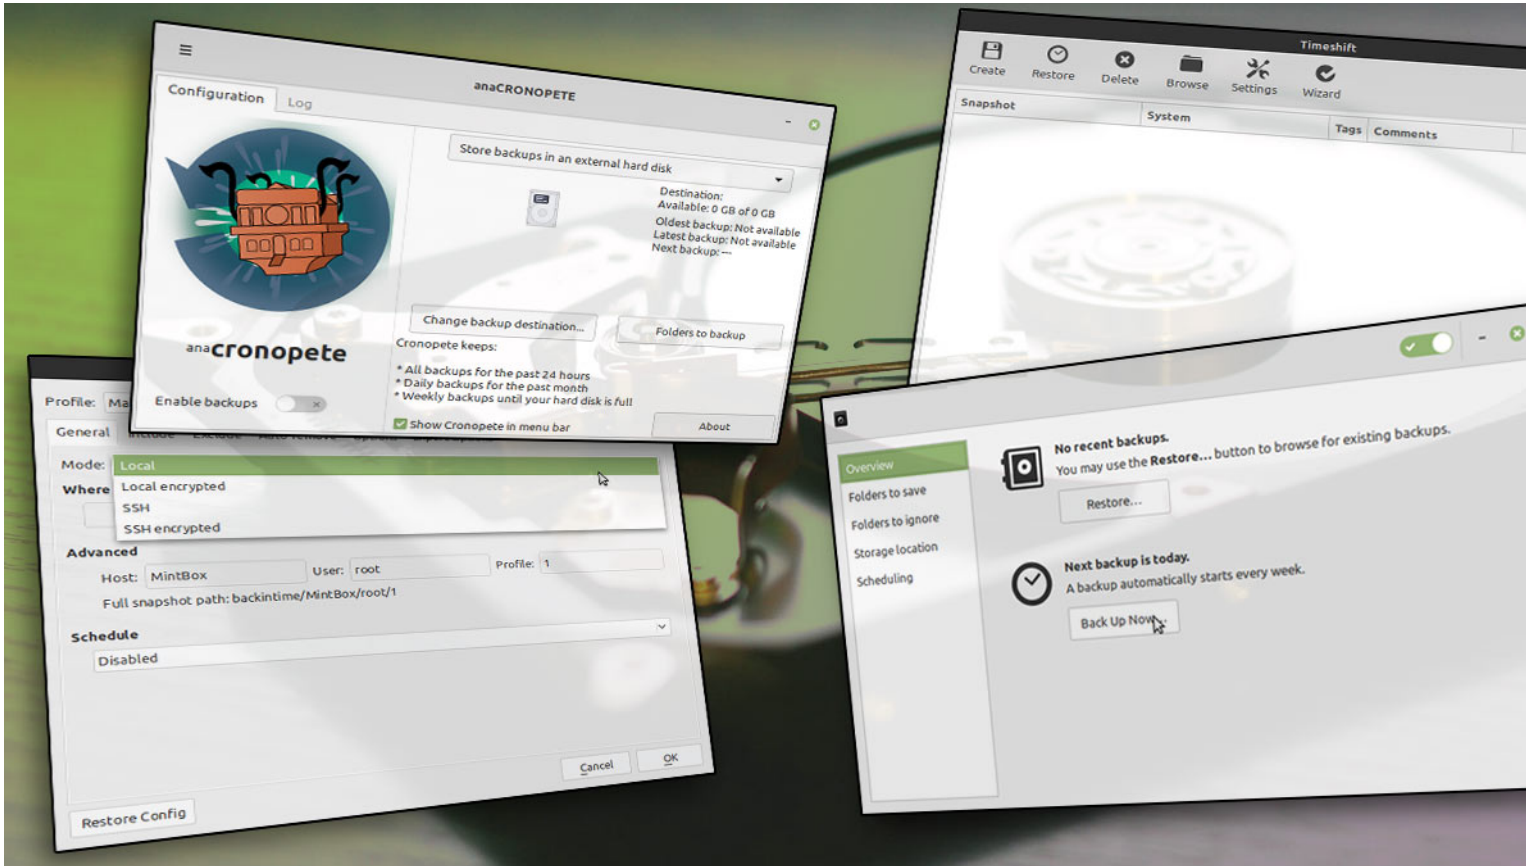 anaCRONOPETE
Configuration
Log
Store backups in an external hard disk
Destination:
Available: 0 GB of 0 GB
Oldest backup: Not available
Latest backup: Not available
Next backup: ---
Change backup destination...
Folders to backup
anacronopete
Cronopete keeps:
* All backups for the past 24 hours
* Daily backups for the past month
* Weekly backups until your hard disk is full
Enable backups
Show Cronopete in menu bar
About
Timeshift
Create
Restore
Delete
Browse
Settings
Wizard
Snapshot
System
Tags
Comments
Profile: Ma
General
Mode: Local
Local encrypted
SSH
SSH encrypted
Where
Advanced
Host: MintBox
User: root
Profile: 1
Full snapshot path: backintime/MintBox/root/1
Schedule
Disabled
Cancel
OK
Restore Config
Overview
Folders to save
Folders to ignore
Storage location
Scheduling
No recent backups.
You may use the Restore... button to browse for existing backups.
Restore...
Next backup is today.
A backup automatically starts every week.
Back Up Now...